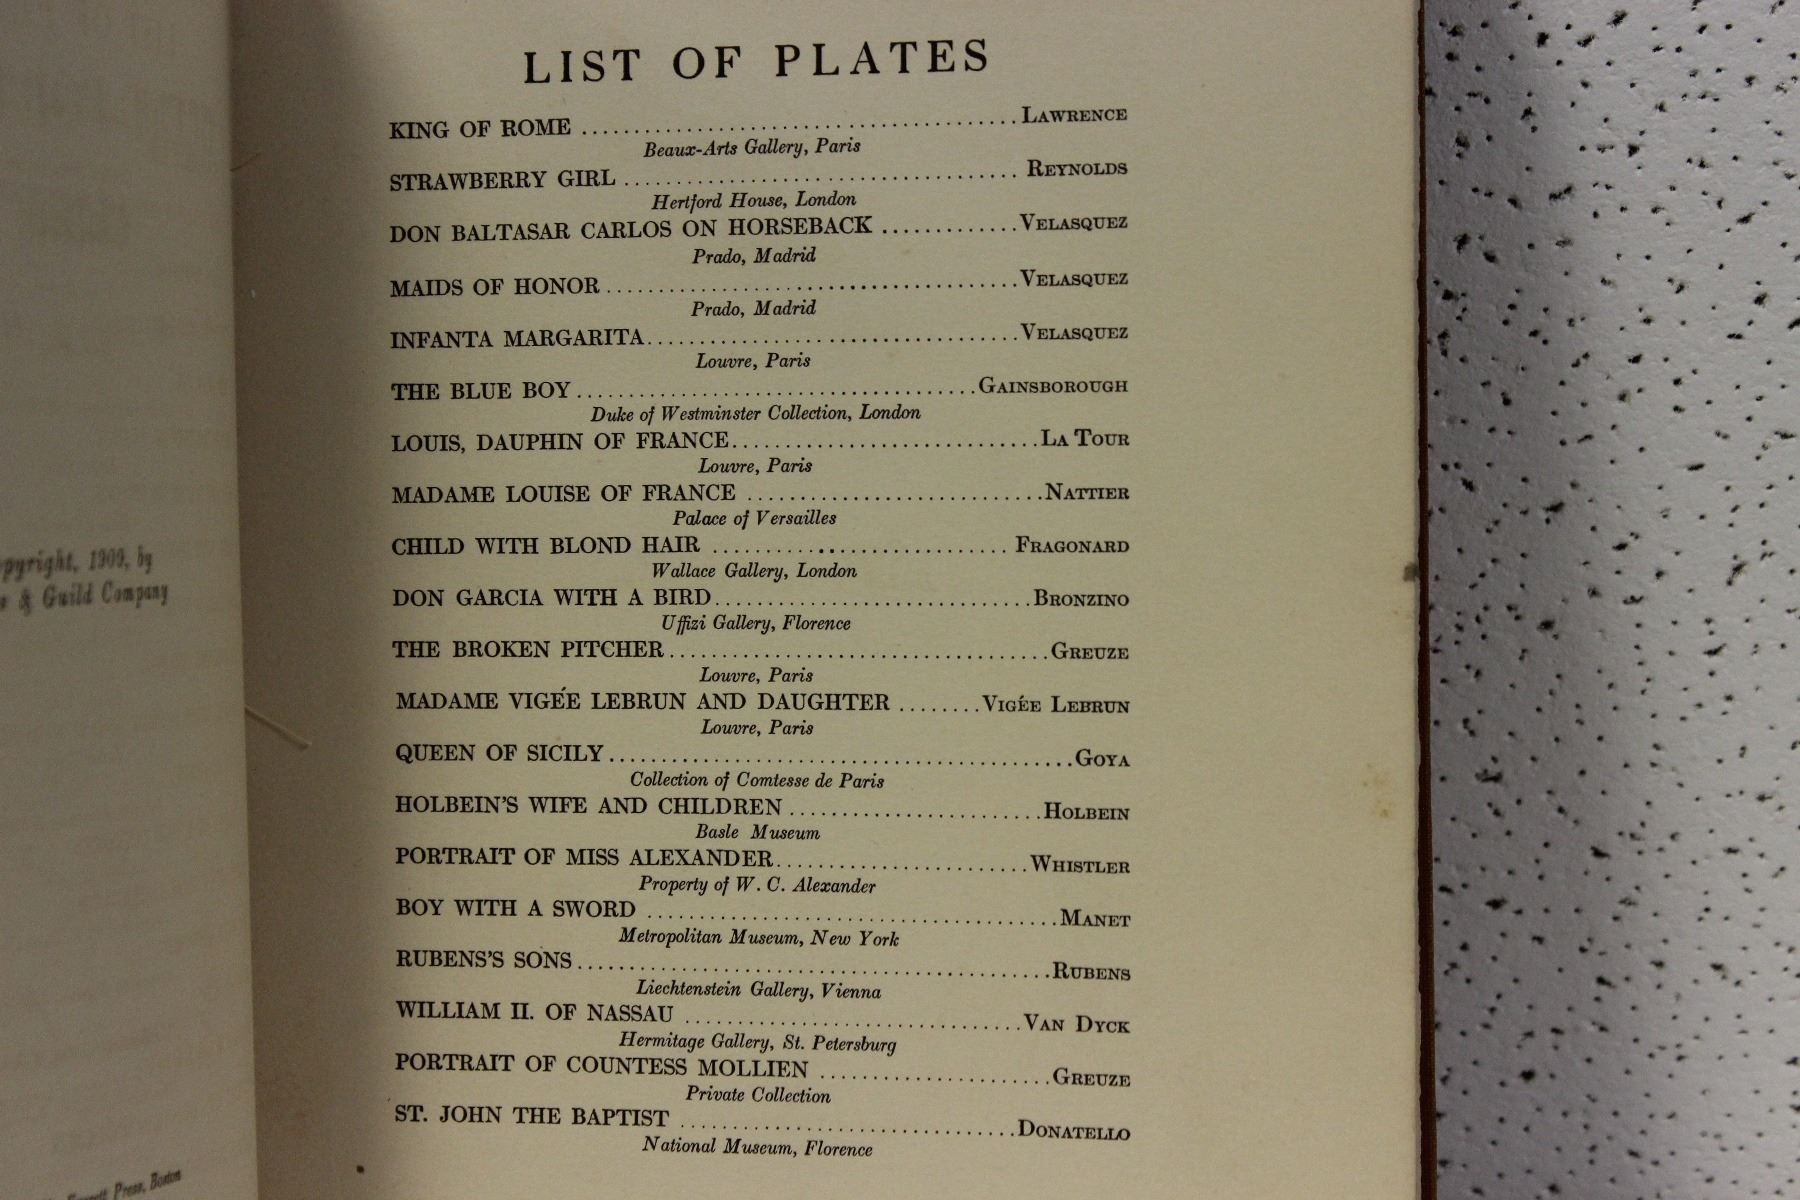 LIST OF PLATES
KING OF ROME ........ LAWRENCE
Beaux-Arts Gallery, Paris
STRAWBERRY GIRL ........ REYNOLDS
Hertford House, London
DON BALTASAR CARLOS ON HORSEBACK ........ VELASQUEZ
Prado, Madrid
MAIDS OF HONOR ........ VELASQUEZ
Prado, Madrid
INFANTA MARGARITA ........ VELASQUEZ
Louvre, Paris
THE BLUE BOY ........ GAINSBOROUGH
Duke of Westminster Collection, London
LOUIS, DAUPHIN OF FRANCE ........ LA TOUR
Louvre, Paris
MADAME LOUISE OF FRANCE ........ NATTIER
Palace of Versailles
CHILD WITH BLOND HAIR ........ FRAGONARD
Wallace Gallery, London
DON GARCIA WITH A BIRD ........ BRONZINO
Uffizi Gallery, Florence
THE BROKEN PITCHER ........ GREUZE
Louvre, Paris
MADAME VIGÉE LEBRUN AND DAUGHTER ........ VIGÉE LEBRUN
Louvre, Paris
QUEEN OF SICILY ........ GOYA
Collection of Comtesse de Paris
HOLBEIN'S WIFE AND CHILDREN ........ HOLBEIN
Basle Museum
PORTRAIT OF MISS ALEXANDER ........ WHISTLER
Property of W. C. Alexander
BOY WITH A SWORD ........ MANET
Metropolitan Museum, New York
RUBENS'S SONS ........ RUBENS
Liechtenstein Gallery, Vienna
WILLIAM II. OF NASSAU ........ VAN DYCK
Hermitage Gallery, St. Petersburg
PORTRAIT OF COUNTESS MOLLIEN ........ GREUZE
Private Collection
ST. JOHN THE BAPTIST ........ DONATELLO
National Museum, Florence
pyright, 1909, by
& Guild Company
Press, Boston